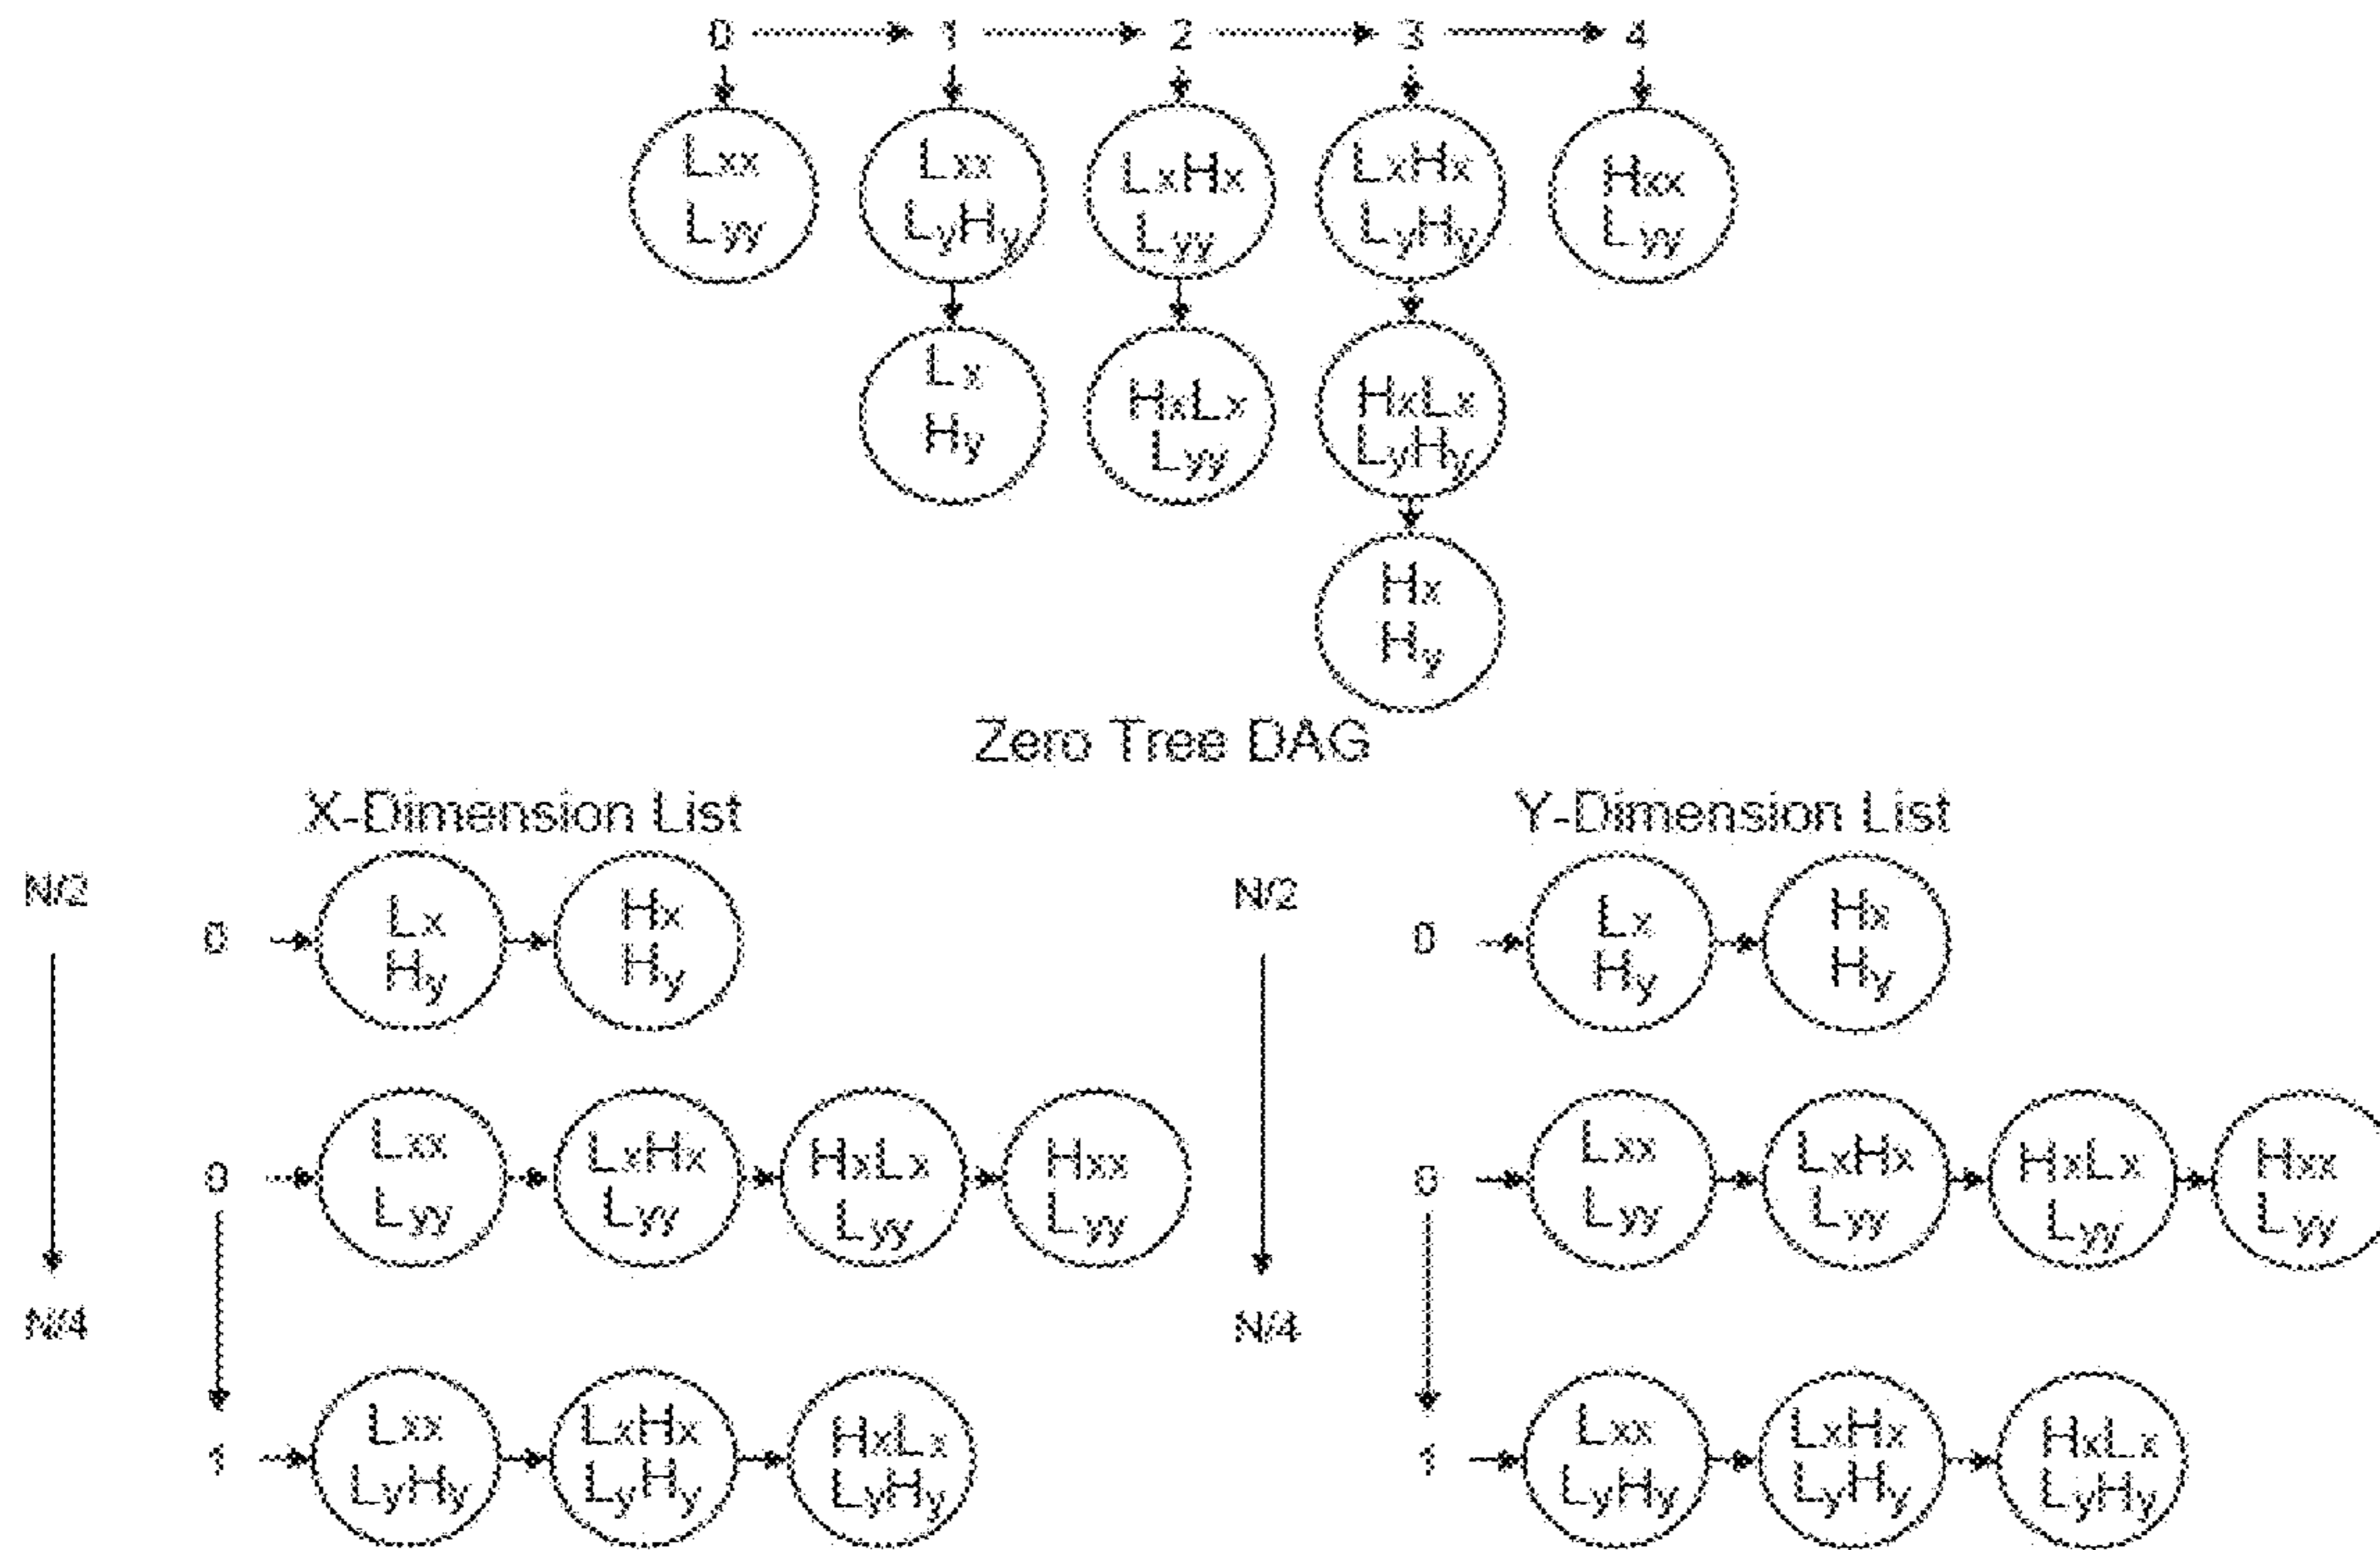 0 1 2 3 4
Lxx Lxx LxHx LxHx Hxx
Lyy LyHy Lyy LyHy Lyy
Lx HxLx HxLx
Hy Lyy LyHy
Hx
Hy
Zero Tree DAG
X-Dimension List Y-Dimension List
N/2 N/2
0 Lx Hx 0 Lx Hx
Hy Hy Hy Hy
Lxx LxHx HxLx Hxx Lxx LxHx HxLx Hxx
0 0
Lyy Lyy Lyy Lyy Lyy Lyy Lyy Lyy
N/4 N/4
Lxx LxHx HxLx Lxx LxHx HxLx
1 1
LyHy LyHy LyHy LyHy LyHy LyHy